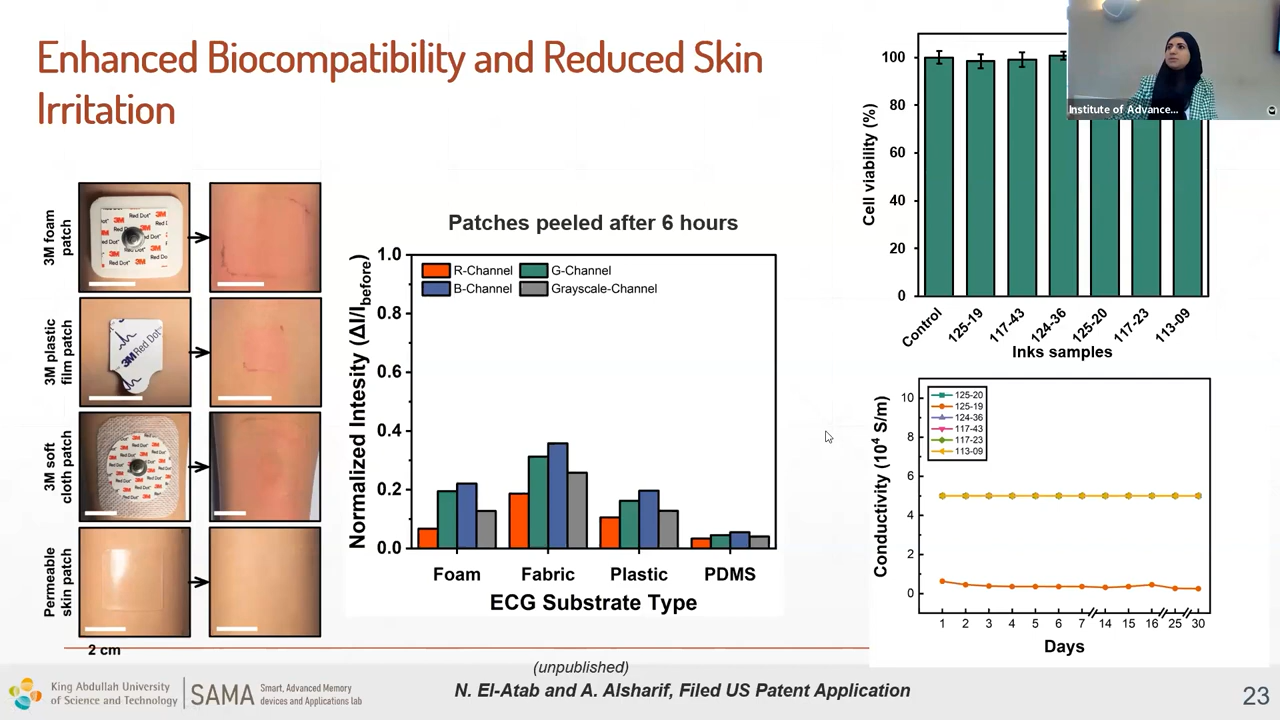 Enhanced Biocompatibility and Reduced Skin
Irritation
3M foam
patch
3M plastic
film patch
3M soft
cloth patch
Permeable
skin patch
2 cm
Patches peeled after 6 hours
Normalized Intesity (ΔI/Ibefore)
1.0
0.8
0.6
0.4
0.2
0.0
R-Channel
G-Channel
B-Channel
Grayscale-Channel
Foam
Fabric
Plastic
PDMS
ECG Substrate Type
Cell viability (%)
100
80
60
40
20
0
Control
125-19
117-43
124-36
125-20
117-23
113-09
Inks samples
Institute of Advance...
Conductivity (10⁴ S/m)
10
8
6
4
2
0
125-20
125-19
124-36
117-43
117-23
113-09
1 2 3 4 5 6 7 14 15 16 25 30
Days
King Abdullah University
of Science and Technology
SAMA
Smart, Advanced Memory
devices and Applications lab
(unpublished)
N. El-Atab and A. Alsharif, Filed US Patent Application
23